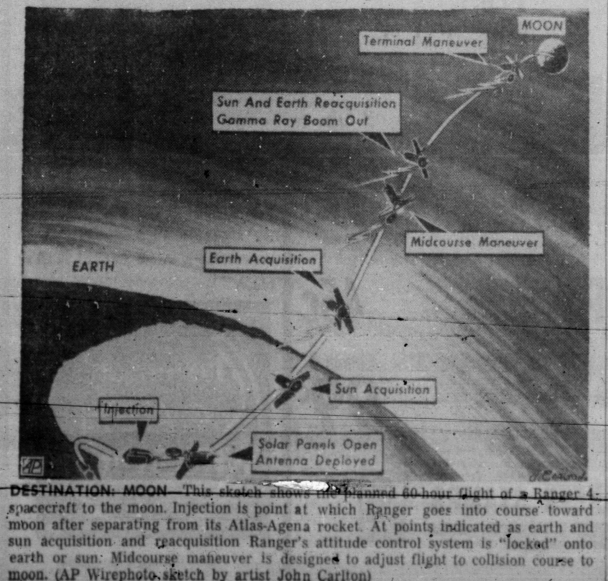 MOON
Terminal Maneuver
Sun And Earth Reacquisition
Gamma Ray Boom Out
Midcourse Maneuver
Earth Acquisition
EARTH
Sun Acquisition
Injection
Solar Panels Open
Antenna Deployed
AP
DESTINATION: MOON—This sketch shows the planned 60-hour flight of a Ranger 4
spacecraft to the moon. Injection is point at which Ranger goes into course toward
moon after separating from its Atlas-Agena rocket. At points indicated as earth and
sun acquisition and reacquisition Ranger's attitude control system is "locked" onto
earth or sun. Midcourse maneuver is designed to adjust flight to collision course to
moon. (AP Wirephoto sketch by artist John Carlton)